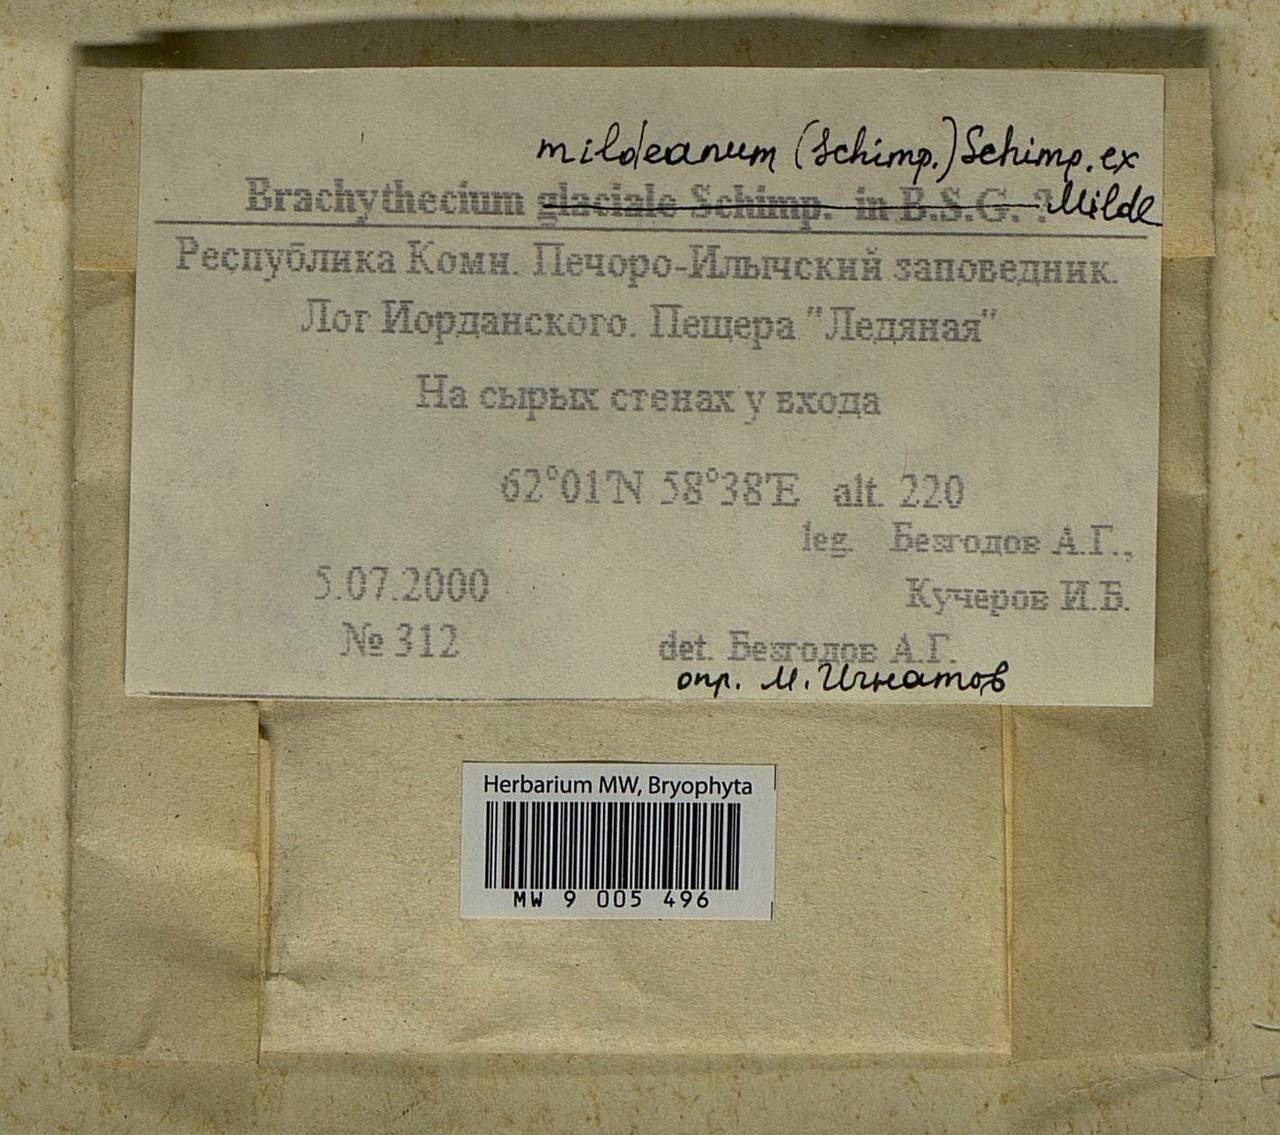 mildeanum (Schimp.) Schimp. ex
Brachythecium glaciale Schimp. in B.S.G. ? Milde
Республика Коми. Печоро-Илычский заповедник.
Лог Иорданского. Пещера "Ледяная"
На сырых стенах у входа
62°01'N 58°38'E alt. 220
leg. Безгодов А.Г.,
5.07.2000
Кучеров И.Б.
№ 312
det. Безгодов А.Г.
опр. М. Игнатов
Herbarium MW, Bryophyta
MW 9 005 496